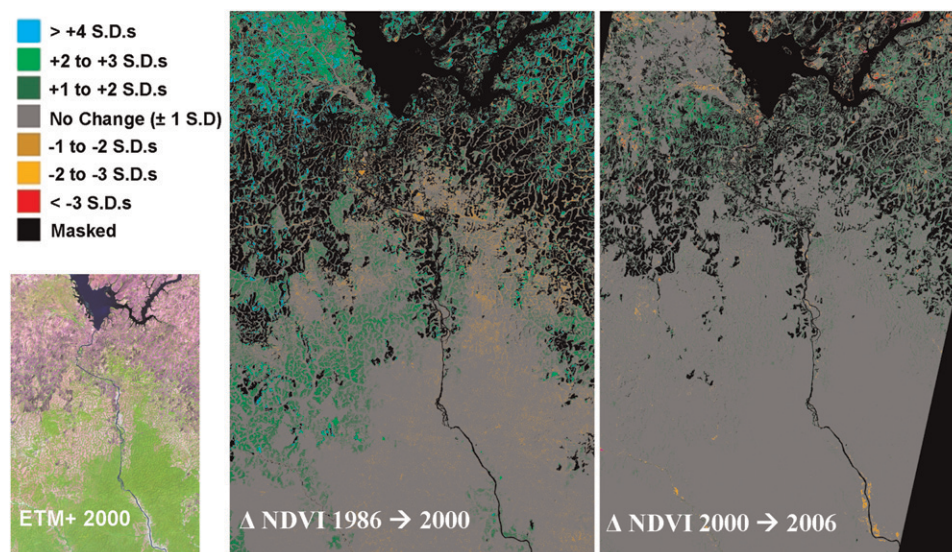 > +4 S.D.s
+2 to +3 S.D.s
+1 to +2 S.D.s
No Change (± 1 S.D)
-1 to -2 S.D.s
-2 to -3 S.D.s
< -3 S.D.s
Masked
ETM+ 2000
Δ NDVI 1986 → 2000
Δ NDVI 2000 → 2006